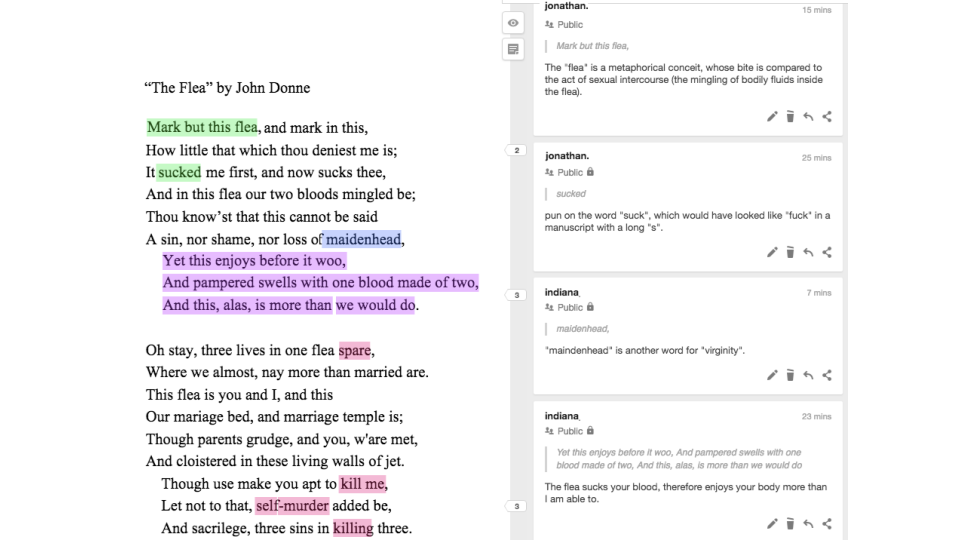 “The Flea” by John Donne
Mark but this flea, and mark in this,
How little that which thou deniest me is;
It sucked me first, and now sucks thee,
And in this flea our two bloods mingled be;
Thou know’st that this cannot be said
A sin, nor shame, nor loss of maidenhead,
Yet this enjoys before it woo,
And pampered swells with one blood made of two,
And this, alas, is more than we would do.
Oh stay, three lives in one flea spare,
Where we almost, nay more than married are.
This flea is you and I, and this
Our mariage bed, and marriage temple is;
Though parents grudge, and you, w'are met,
And cloistered in these living walls of jet.
Though use make you apt to kill me,
Let not to that, self-murder added be,
And sacrilege, three sins in killing three.
jonathan.
15 mins
Public
Mark but this flea,
The "flea" is a metaphorical conceit, whose bite is compared to
the act of sexual intercourse (the mingling of bodily fluids inside
the flea).
2
jonathan.
25 mins
Public
sucked
pun on the word "suck", which would have looked like "fuck" in a
manuscript with a long "s".
3
indiana
7 mins
Public
maidenhead,
"maindenhead" is another word for "virginity".
indiana
23 mins
Public
Yet this enjoys before it woo, And pampered swells with one
blood made of two, And this, alas, is more than we would do
The flea sucks your blood, therefore enjoys your body more than
I am able to.
3